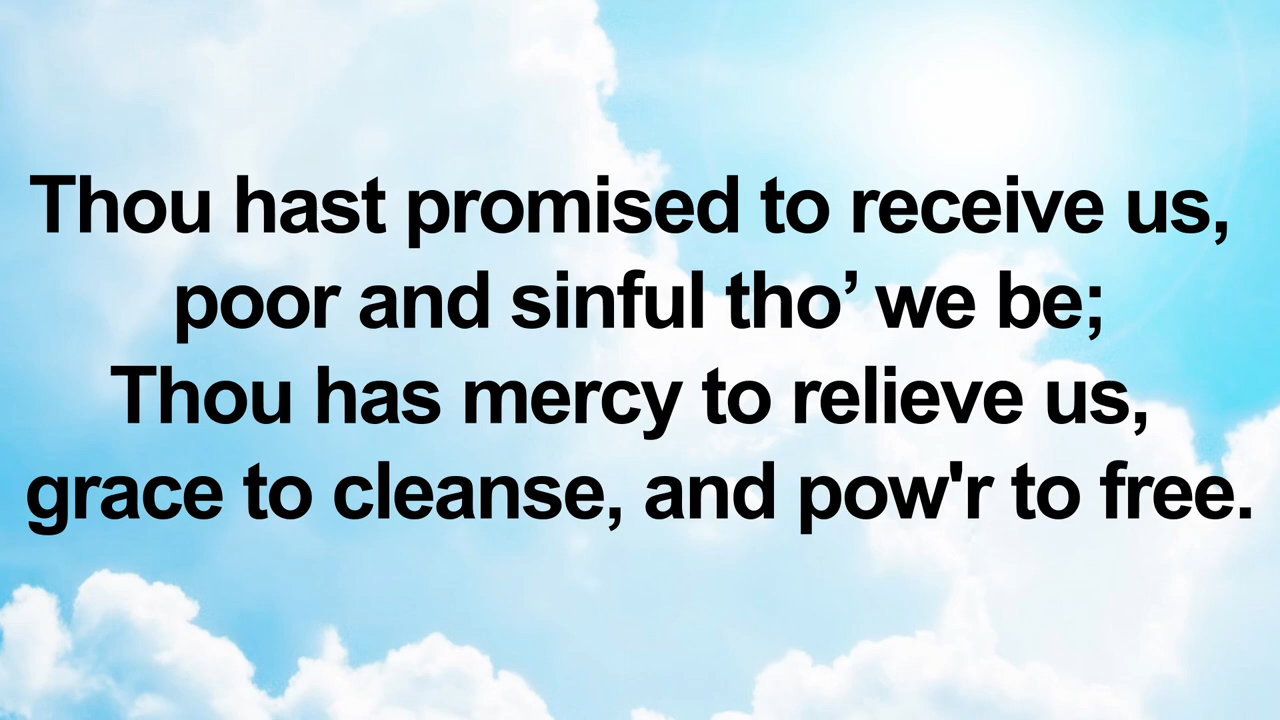 Thou hast promised to receive us,
poor and sinful tho’ we be;
Thou has mercy to relieve us,
grace to cleanse, and pow'r to free.